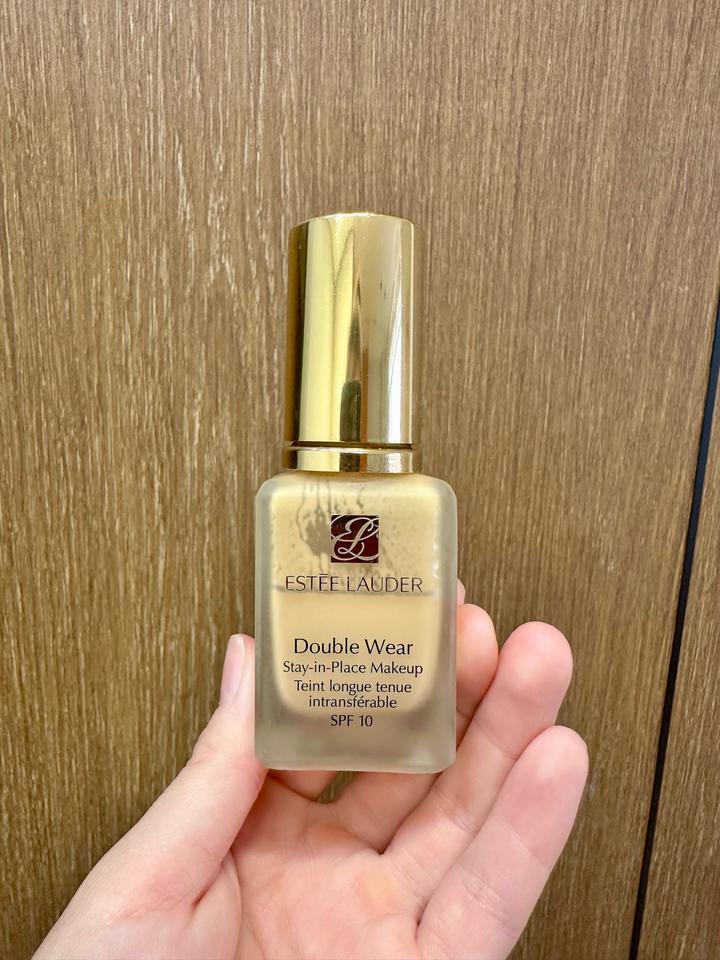 ESTĒE LAUDER
Double Wear
Stay-in-Place Makeup
Teint longue tenue
intransférable
SPF 10